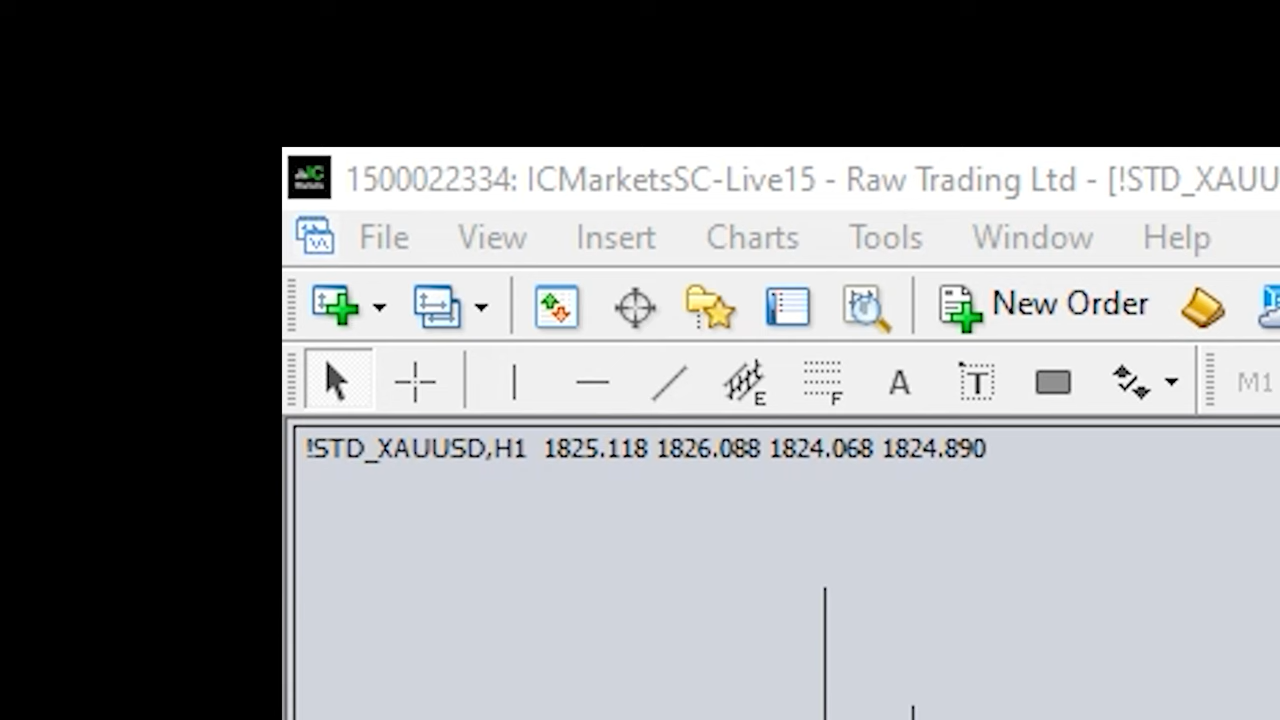 1500022334: ICMarketsSC-Live15 - Raw Trading Ltd - [!STD_XAUU
File View Insert Charts Tools Window Help
New Order
E F A T M1
!STD_XAUUSD,H1 1825.118 1826.088 1824.068 1824.890